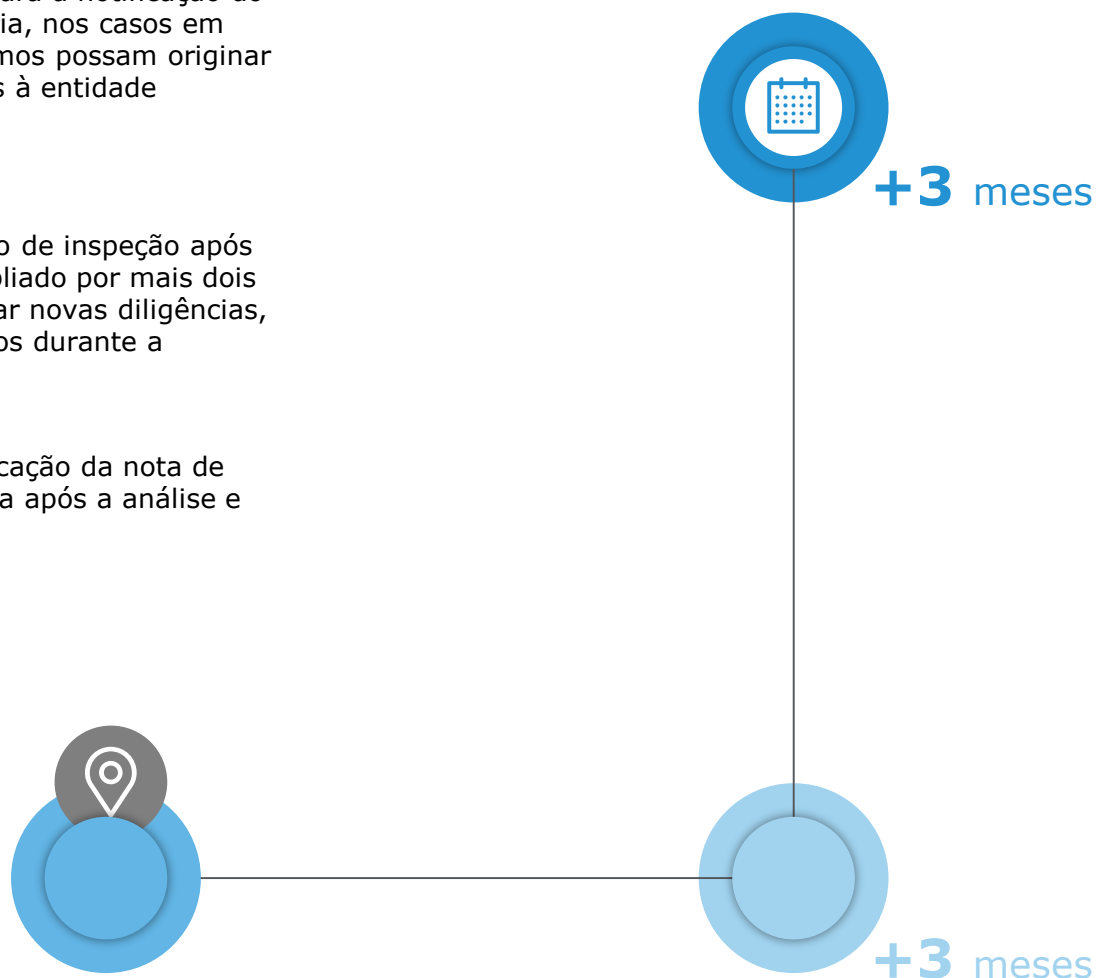 ia, nos casos em
mos possam originar
s à entidade
+3 meses
o de inspeção após
liado por mais dois
ar novas diligências,
os durante a
cação da nota de
a após a análise e
+3 meses